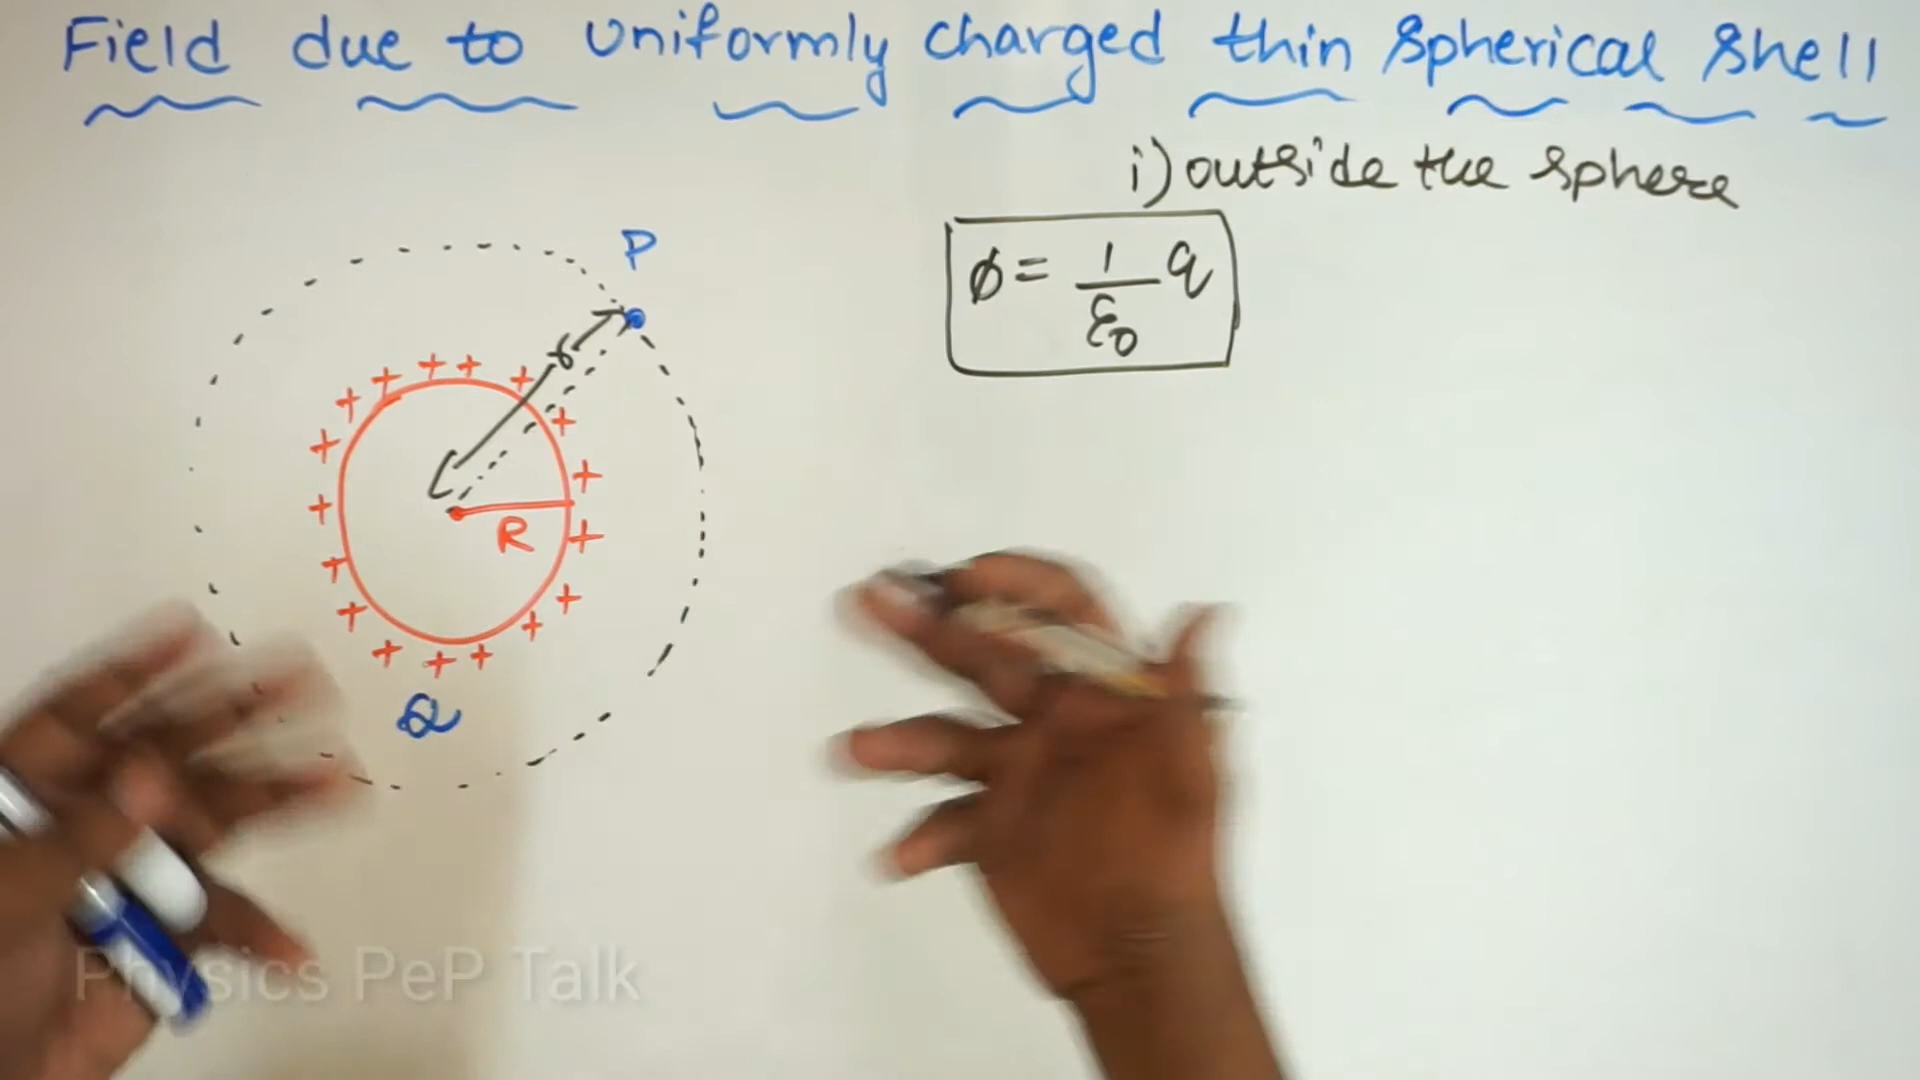 Field due to uniformly charged thin spherical shell
i) outside the sphere
P
ϕ = 1/ε0 q
r
R
Q
Physics PeP Talk